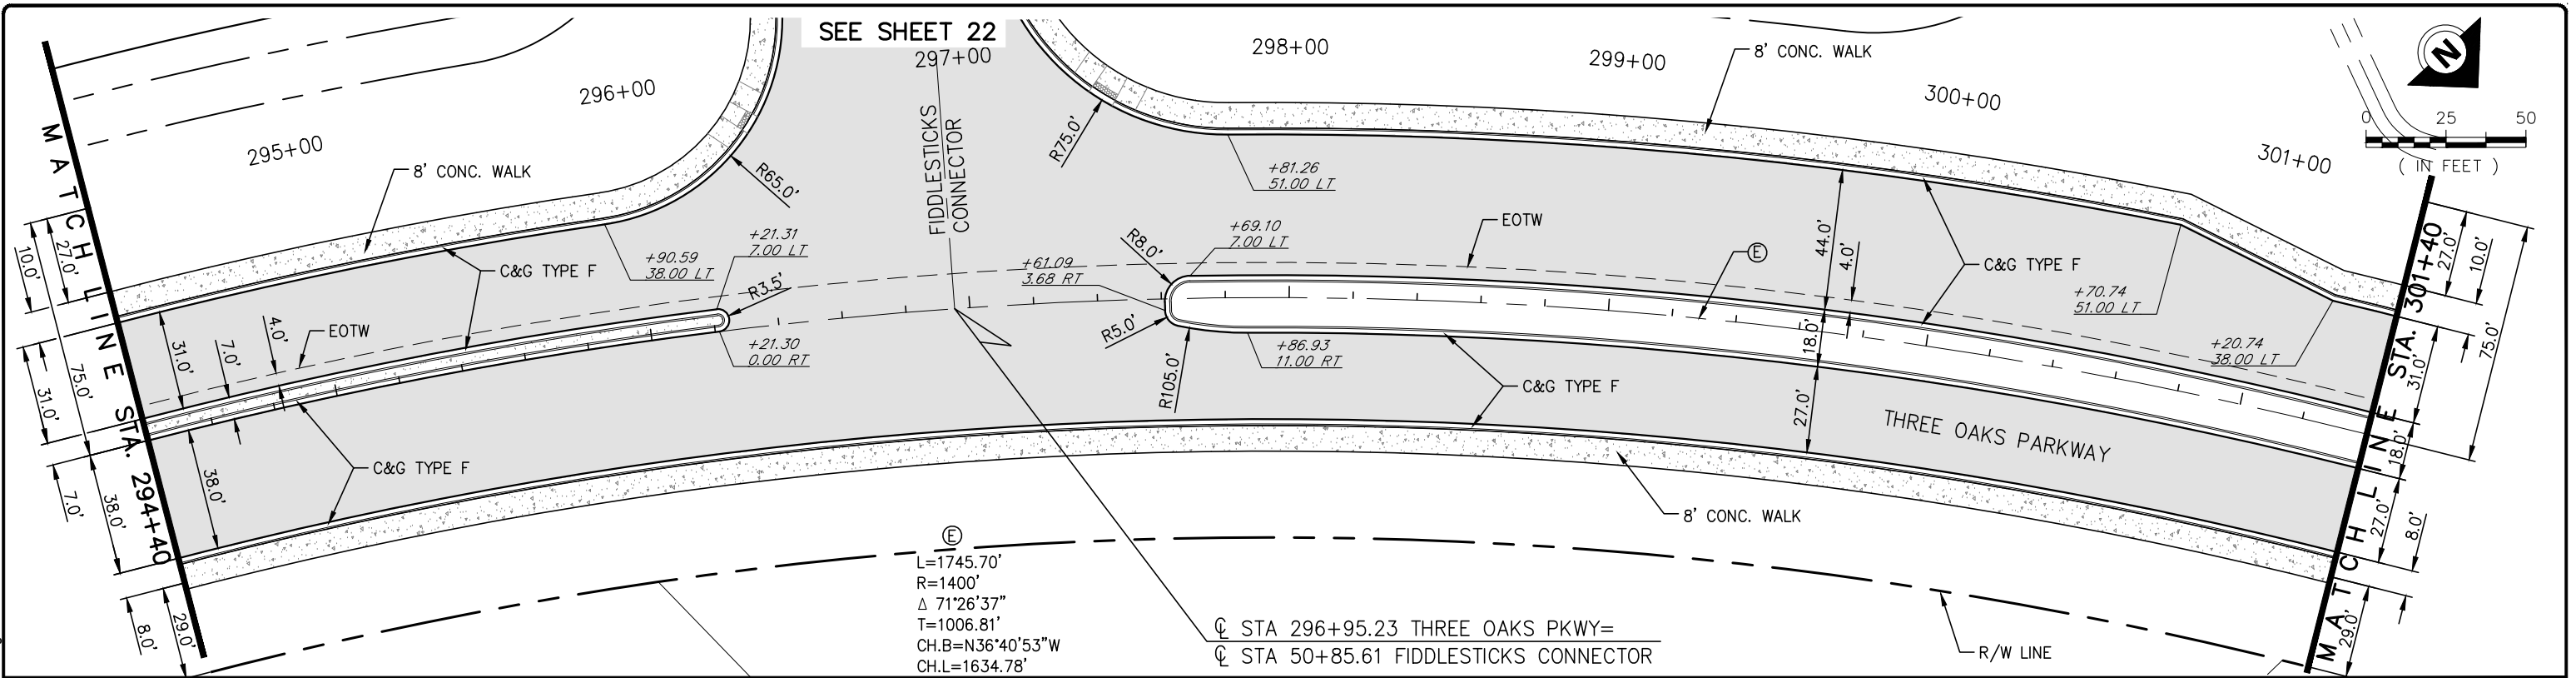 SEE SHEET 22
297+00
298+00
299+00
300+00
301+00
295+00
296+00
8' CONC. WALK
8' CONC. WALK
N
0 25 50
( IN FEET )
MATCH LINE STA. 294+40
10.0'
27.0'
31.0'
75.0'
7.0'
38.0'
8.0'
29.0'
31.0'
7.0'
4.0'
EOTW
38.0'
C&G TYPE F
C&G TYPE F
R65.0'
+90.59
38.00 LT
+21.31
7.00 LT
R3.5'
+21.30
0.00 RT
FIDDLESTICKS
CONNECTOR
R75.0'
+81.26
51.00 LT
R8.0'
+69.10
7.00 LT
+61.09
3.68 RT
R5.0'
R105.0'
+86.93
11.00 RT
EOTW
E
44.0'
4.0'
18.0'
27.0'
C&G TYPE F
C&G TYPE F
+70.74
51.00 LT
+20.74
38.00 LT
THREE OAKS PARKWAY
8' CONC. WALK
MATCH LINE STA. 301+40
27.0'
10.0'
31.0'
75.0'
18.0'
27.0'
8.0'
29.0'
E
L=1745.70'
R=1400'
Δ 71°26'37"
T=1006.81'
CH.B=N36°40'53"W
CH.L=1634.78'
℄ STA 296+95.23 THREE OAKS PKWY=
℄ STA 50+85.61 FIDDLESTICKS CONNECTOR
R/W LINE